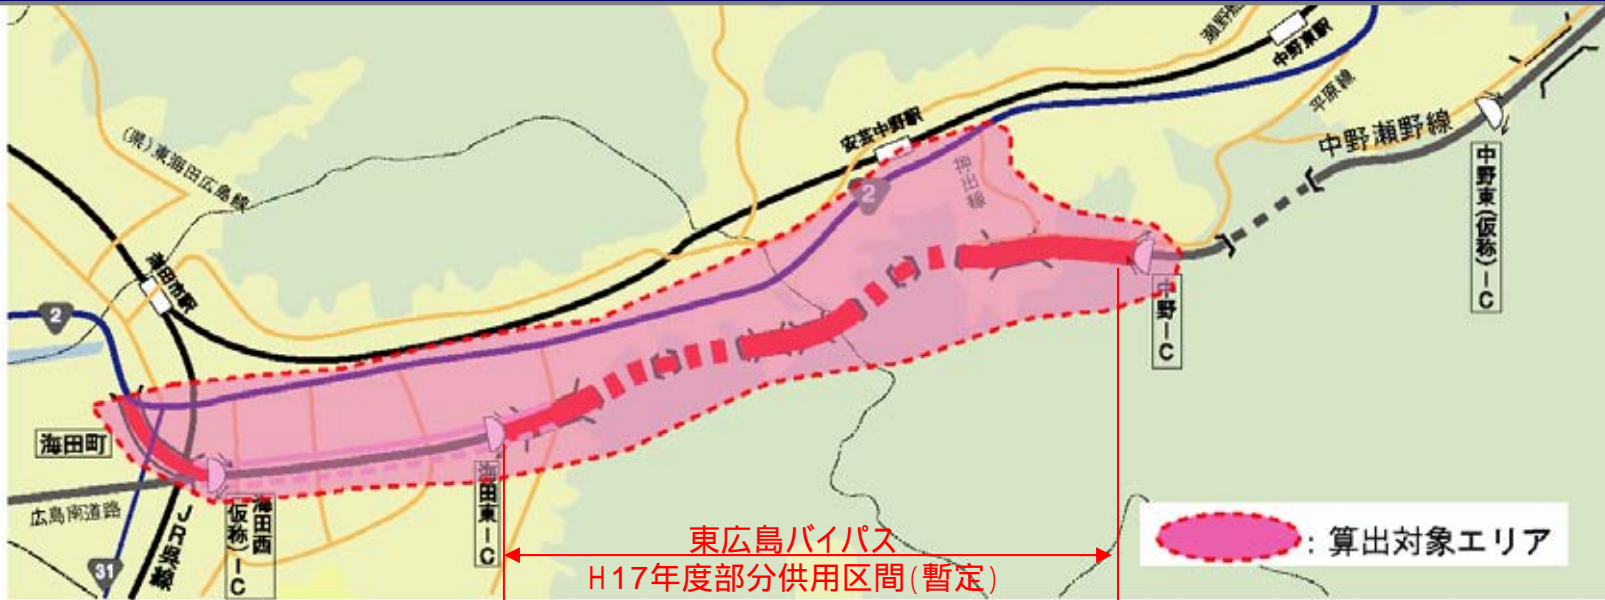 瀬野
中野東駅
平原線
中野瀬野線
中野東(仮称)IC
安芸中野駅
(県)東海田広島線
2
海田市駅
2
中野IC
海田町
広島南道路
31
JR呉線
海田西
(仮称)IC
海田東IC
東広島バイパス
H17年度部分供用区間(暫定)
:算出対象エリア